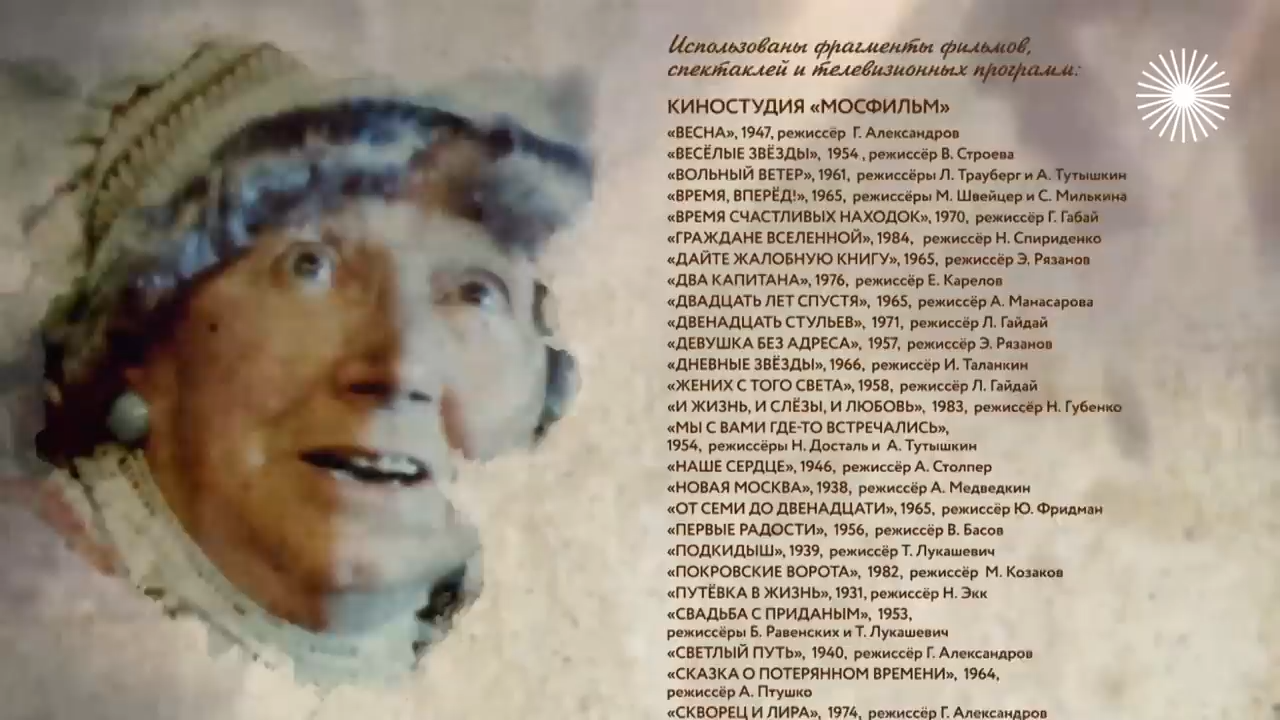 Использованы фрагменты фильмов,
спектаклей и телевизионных программ:
КИНОСТУДИЯ «МОСФИЛЬМ»
«ВЕСНА», 1947, режиссёр Г. Александров
«ВЕСЁЛЫЕ ЗВЁЗДЫ», 1954 , режиссёр В. Строева
«ВОЛЬНЫЙ ВЕТЕР», 1961, режиссёры Л. Трауберг и А. Тутышкин
«ВРЕМЯ, ВПЕРЁД!», 1965, режиссёры М. Швейцер и С. Милькина
«ВРЕМЯ СЧАСТЛИВЫХ НАХОДОК», 1970, режиссёр Г. Габай
«ГРАЖДАНЕ ВСЕЛЕННОЙ», 1984, режиссёр Н. Спириденко
«ДАЙТЕ ЖАЛОБНУЮ КНИГУ», 1965, режиссёр Э. Рязанов
«ДВА КАПИТАНА», 1976, режиссёр Е. Карелов
«ДВАДЦАТЬ ЛЕТ СПУСТЯ», 1965, режиссёр А. Манасарова
«ДВЕНАДЦАТЬ СТУЛЬЕВ», 1971, режиссёр Л. Гайдай
«ДЕВУШКА БЕЗ АДРЕСА», 1957, режиссёр Э. Рязанов
«ДНЕВНЫЕ ЗВЁЗДЫ», 1966, режиссёр И. Таланкин
«ЖЕНИХ С ТОГО СВЕТА», 1958, режиссёр Л. Гайдай
«И ЖИЗНЬ, И СЛЁЗЫ, И ЛЮБОВЬ», 1983, режиссёр Н. Губенко
«МЫ С ВАМИ ГДЕ-ТО ВСТРЕЧАЛИСЬ»,
1954, режиссёры Н. Досталь и А. Тутышкин
«НАШЕ СЕРДЦЕ», 1946, режиссёр А. Столпер
«НОВАЯ МОСКВА», 1938, режиссёр А. Медведкин
«ОТ СЕМИ ДО ДВЕНАДЦАТИ», 1965, режиссёр Ю. Фридман
«ПЕРВЫЕ РАДОСТИ», 1956, режиссёр В. Басов
«ПОДКИДЫШ», 1939, режиссёр Т. Лукашевич
«ПОКРОВСКИЕ ВОРОТА», 1982, режиссёр М. Козаков
«ПУТЁВКА В ЖИЗНЬ», 1931, режиссёр Н. Экк
«СВАДЬБА С ПРИДАНЫМ», 1953,
режиссёры Б. Равенских и Т. Лукашевич
«СВЕТЛЫЙ ПУТЬ», 1940, режиссёр Г. Александров
«СКАЗКА О ПОТЕРЯННОМ ВРЕМЕНИ», 1964,
режиссёр А. Птушко
«СКВОРЕЦ И ЛИРА», 1974, режиссёр Г. Александров